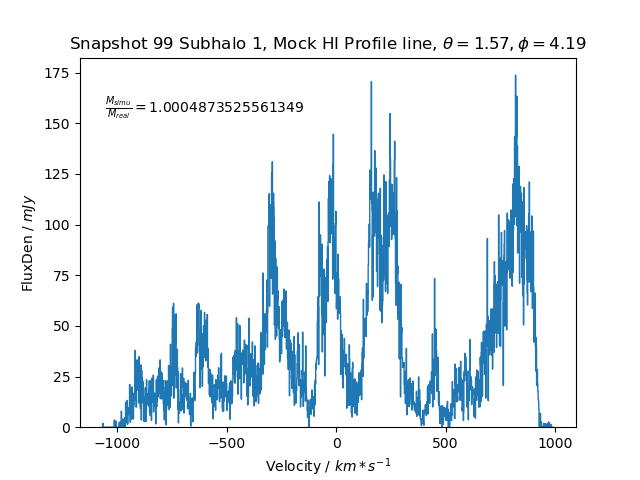 Snapshot 99 Subhalo 1, Mock HI Profile line, θ = 1.57, ϕ = 4.19
M_simu/M_real = 1.0004873525561349
FluxDen / mJy
175
150
125
100
75
50
25
0
−1000 −500 0 500 1000
Velocity / km * s⁻¹